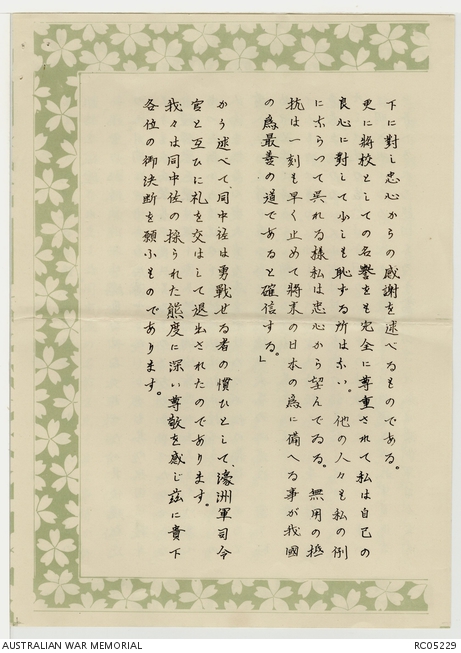 下に對し忠心からの感謝を述べるものである。
更に將校としての名譽をも完全に尊重されて私は自己の
良心に對して少しも恥ずる所はない。他の人々も私の例
にならつて呉れる樣私は忠心から望んでゐる。無用の抵
抗は一刻も早く止めて將来の日本の為に備へる事が我國
の為最善の道であると確信する。」
かう述べて同中佐は勇戰せる者の慣ひとして、濠洲軍司令
官と互ひに礼を交はして退出されたのであります。
我々は同中佐の採られた態度に深い尊敬を感じ茲に貴下
各位の御決断を願ふものであります。
AUSTRALIAN WAR MEMORIAL
RC05229